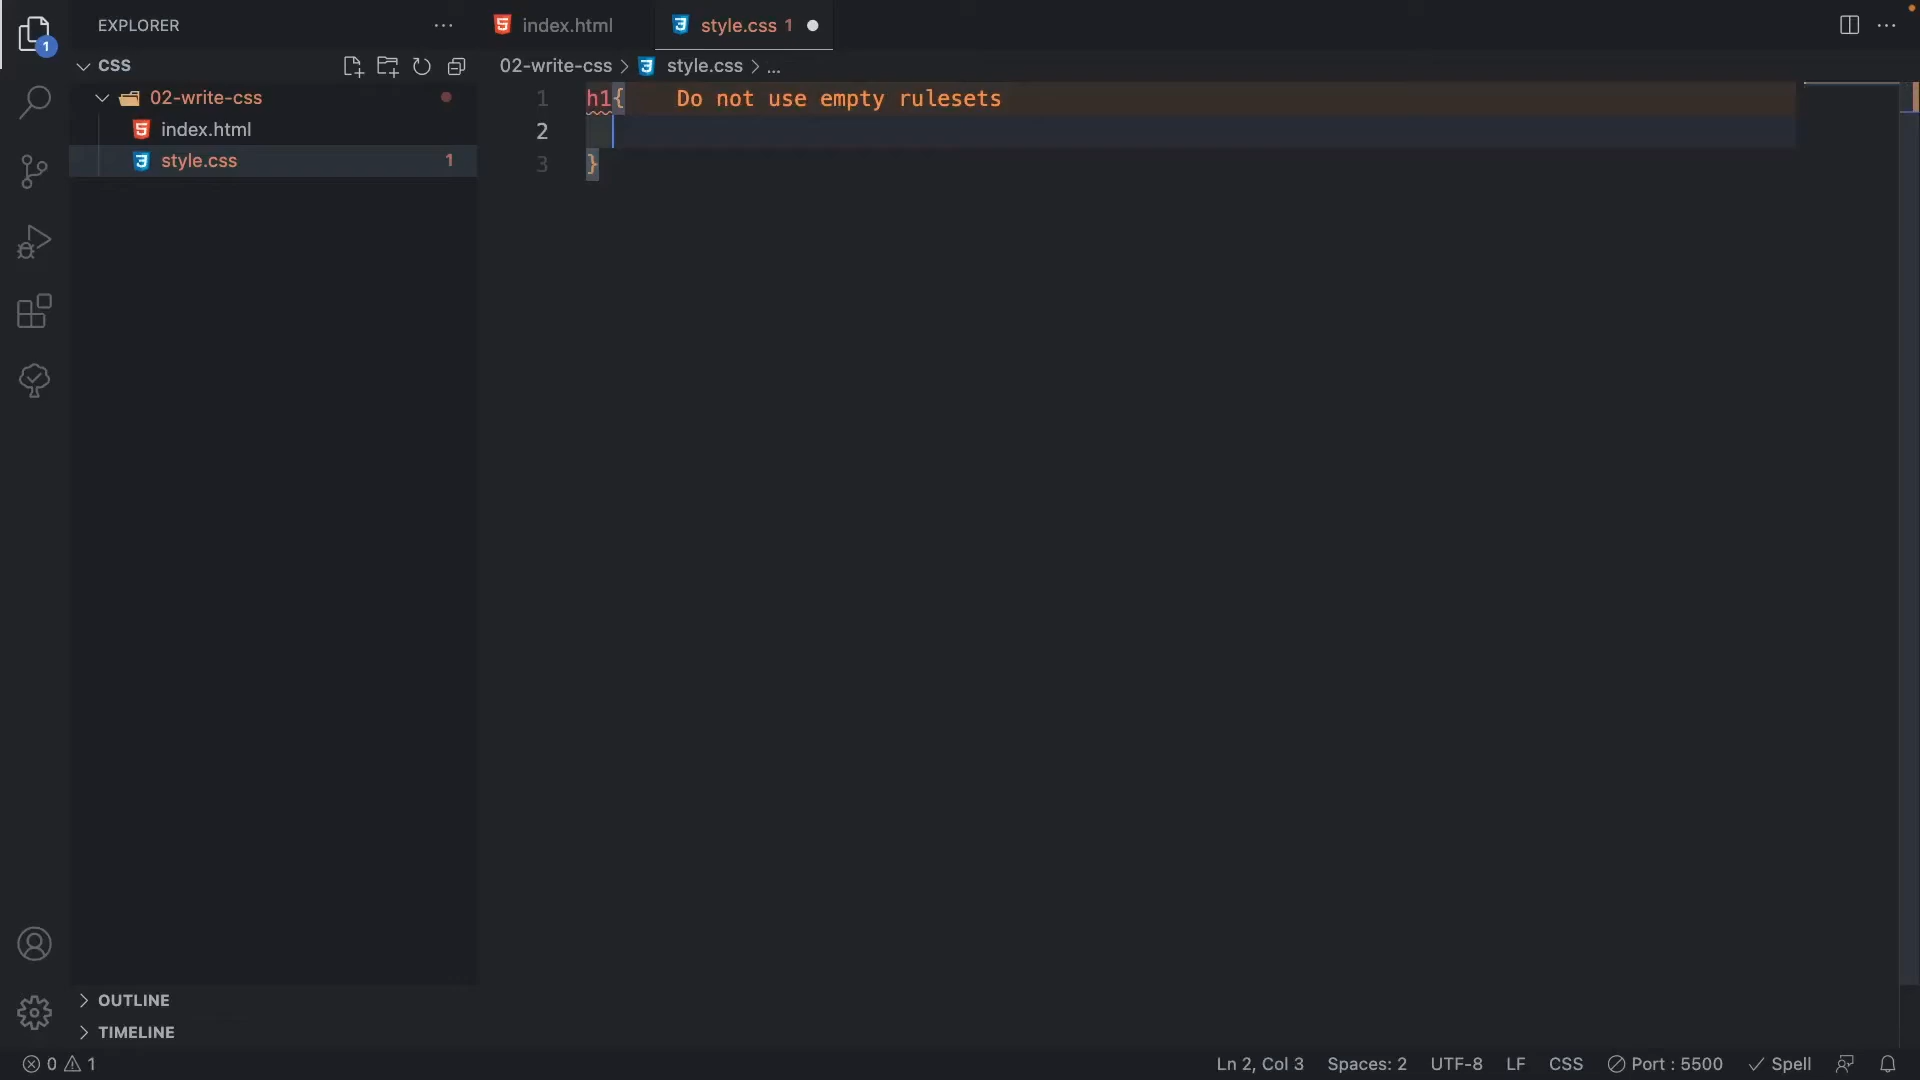 EXPLORER
index.html
style.css 1
CSS
02-write-css
style.css
...
02-write-css
index.html
style.css 1
1 h1{ Do not use empty rulesets
2
3 }
1
OUTLINE
TIMELINE
0 1
Ln 2, Col 3
Spaces: 2
UTF-8
LF
CSS
Port : 5500
Spell